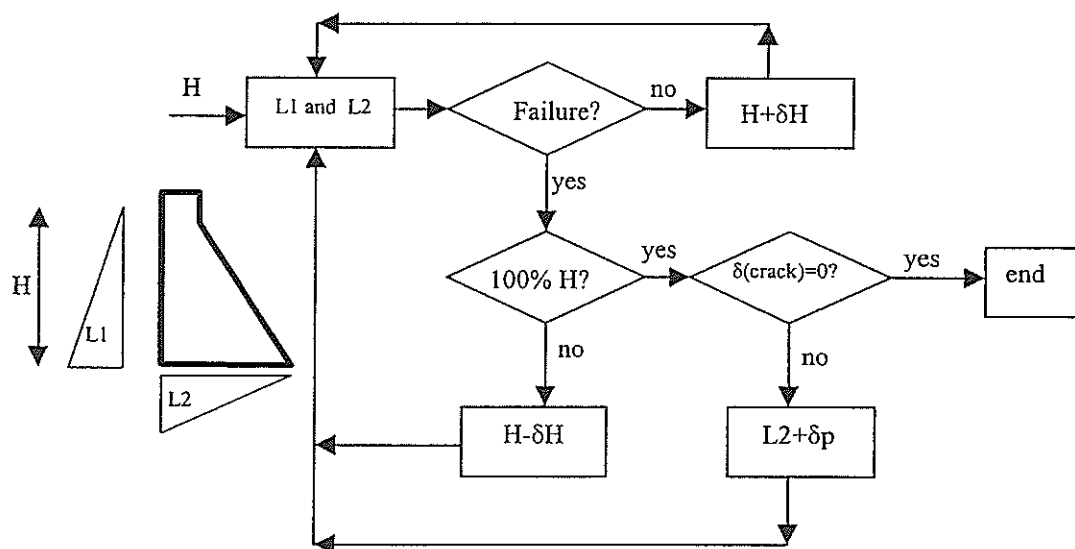 H
L1 and L2
Failure?
no
H+δH
yes
H
L1
L2
100% H?
yes
δ(crack)=0?
yes
end
no
no
H-δH
L2+δp